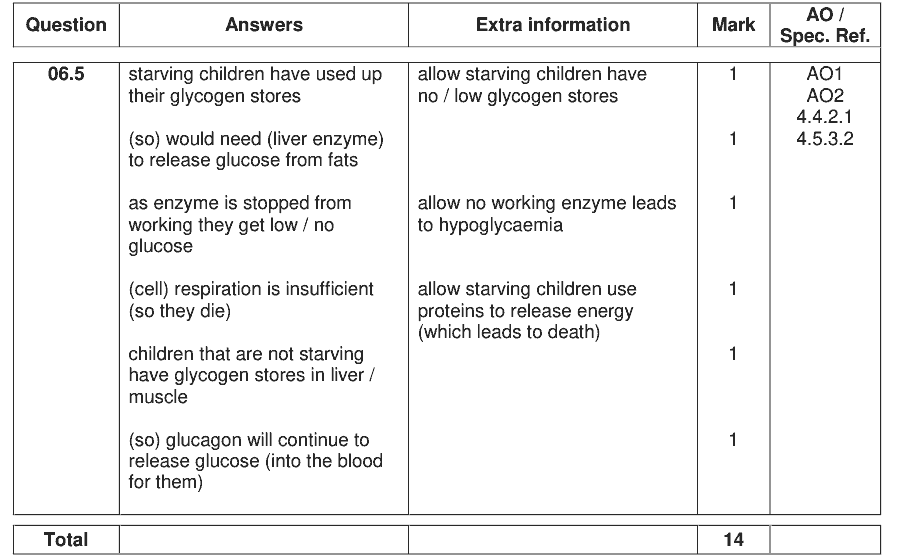 Question Answers Extra information Mark AO /
Spec. Ref.
06.5 starving children have used up allow starving children have 1 AO1
their glycogen stores no / low glycogen stores AO2
4.4.2.1
(so) would need (liver enzyme) 1 4.5.3.2
to release glucose from fats
as enzyme is stopped from allow no working enzyme leads 1
working they get low / no to hypoglycaemia
glucose
(cell) respiration is insufficient allow starving children use 1
(so they die) proteins to release energy
(which leads to death)
children that are not starving 1
have glycogen stores in liver /
muscle
(so) glucagon will continue to 1
release glucose (into the blood
for them)
Total 14